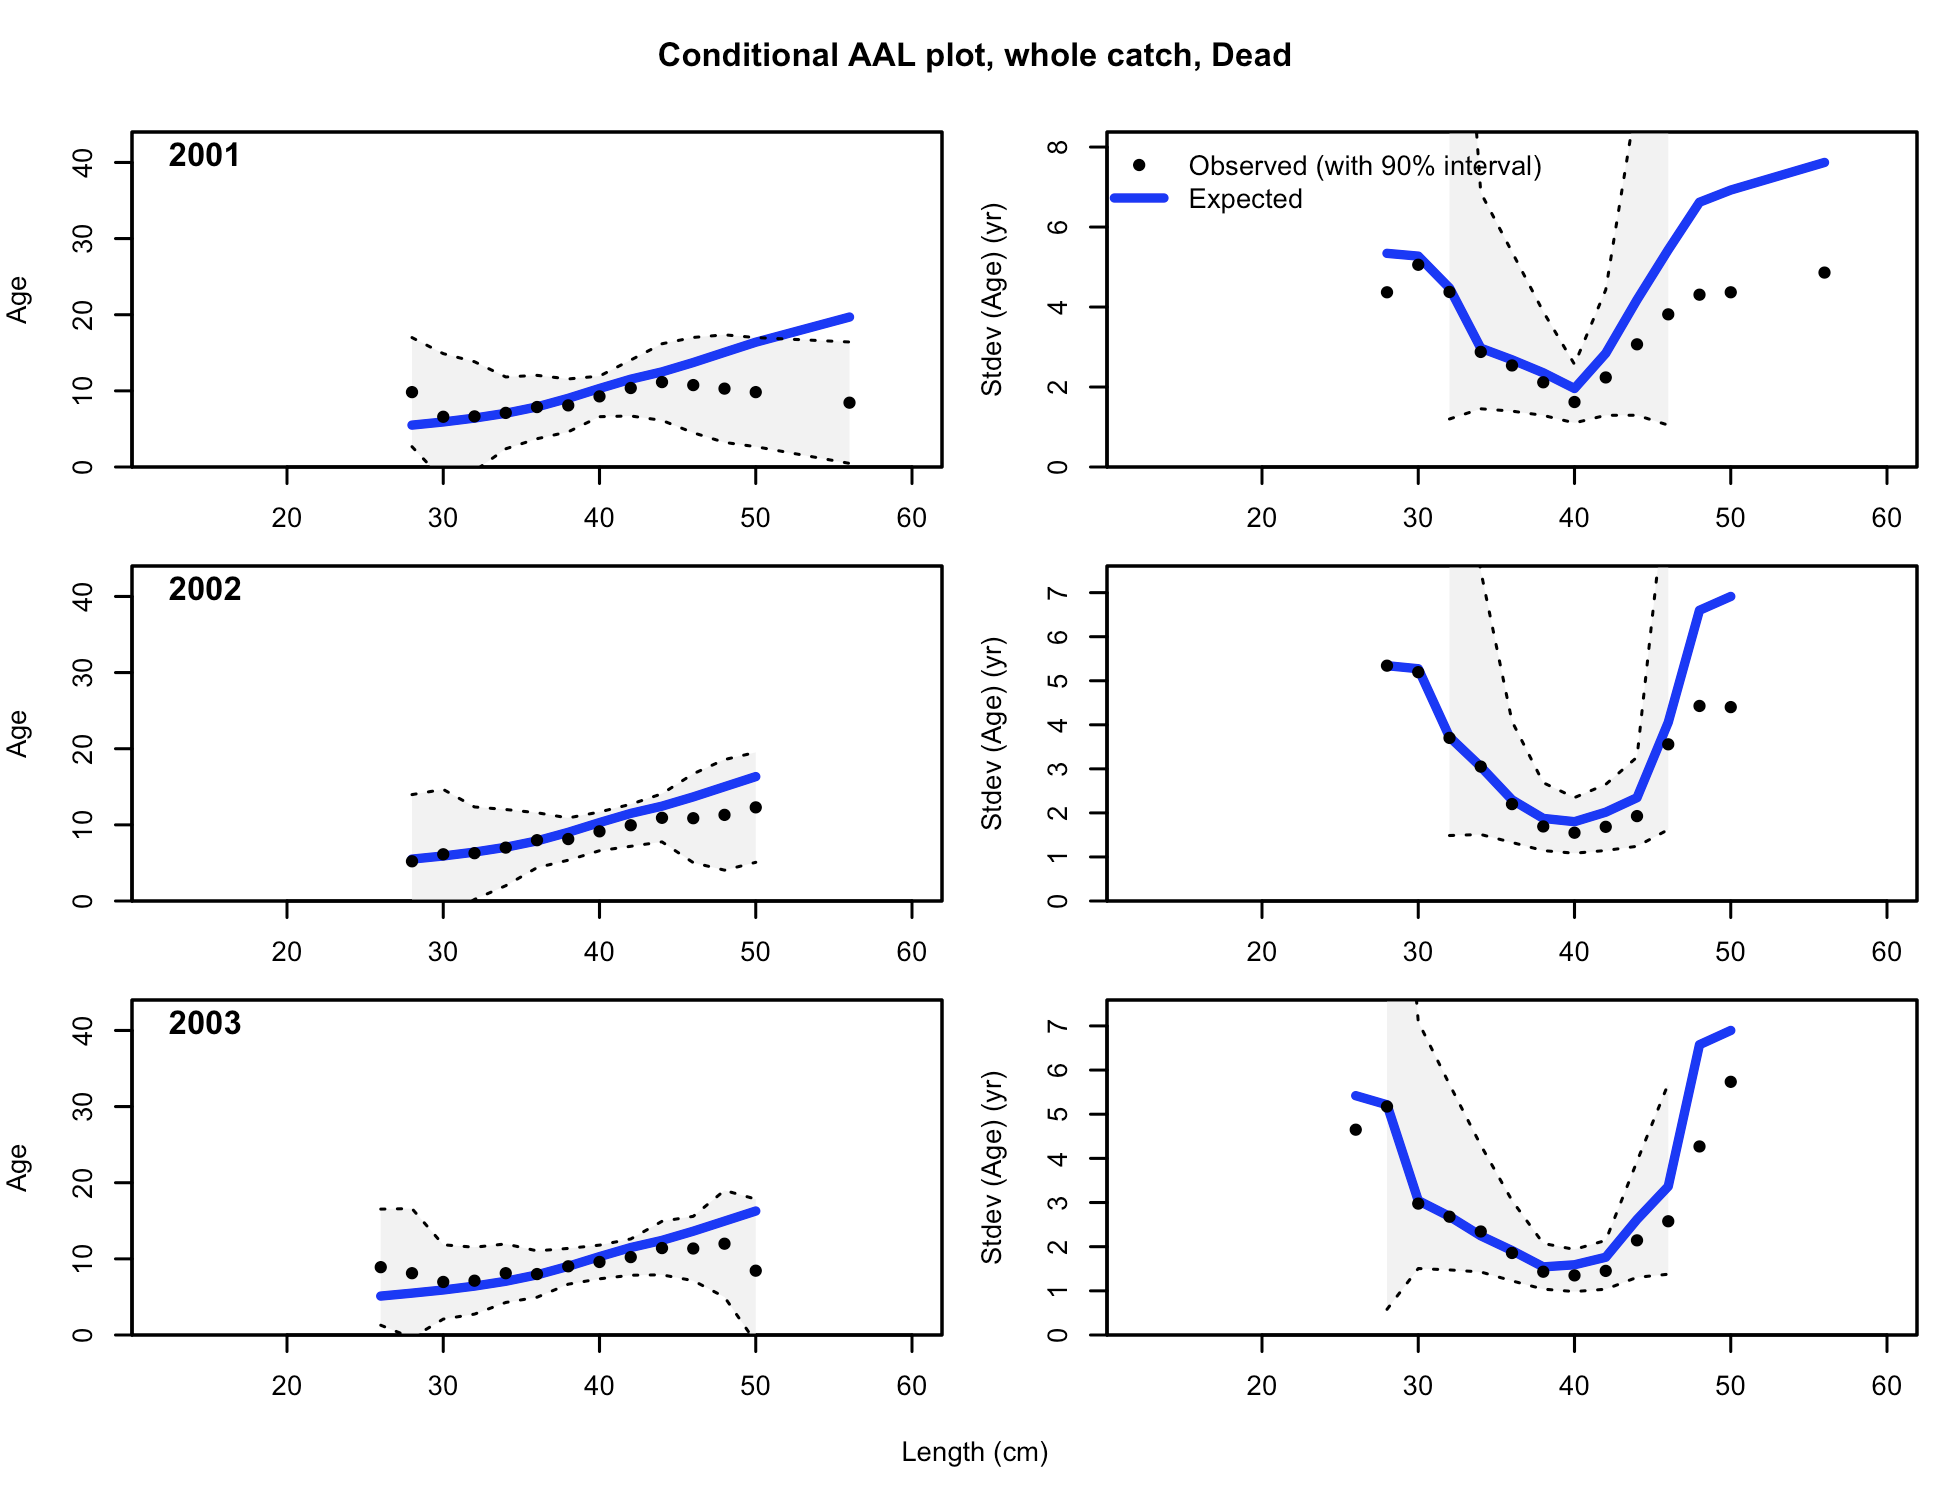 Conditional AAL plot, whole catch, Dead
2001
Age
0 10 20 30 40
20 30 40 50 60
Observed (with 90% interval)
Expected
Stdev (Age) (yr)
0 2 4 6 8
20 30 40 50 60
2002
Age
0 10 20 30 40
20 30 40 50 60
Stdev (Age) (yr)
0 1 2 3 4 5 6 7
20 30 40 50 60
2003
Age
0 10 20 30 40
20 30 40 50 60
Stdev (Age) (yr)
0 1 2 3 4 5 6 7
20 30 40 50 60
Length (cm)